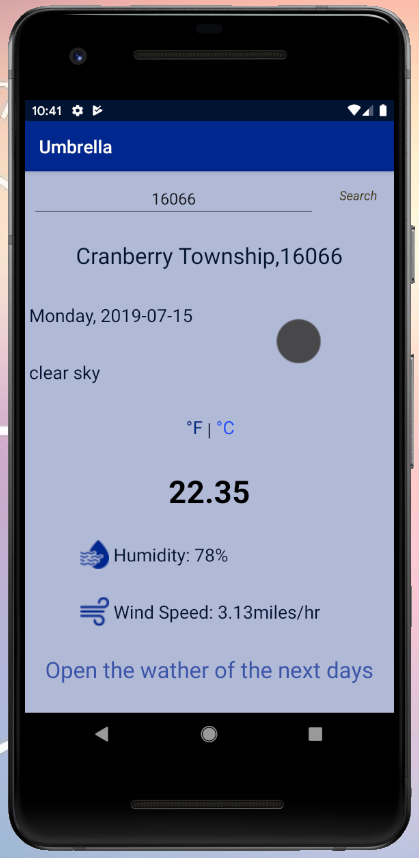 10:41
Umbrella
16066 Search
Cranberry Township,16066
Monday, 2019-07-15
clear sky
°F | °C
22.35
Humidity: 78%
Wind Speed: 3.13miles/hr
Open the wather of the next days